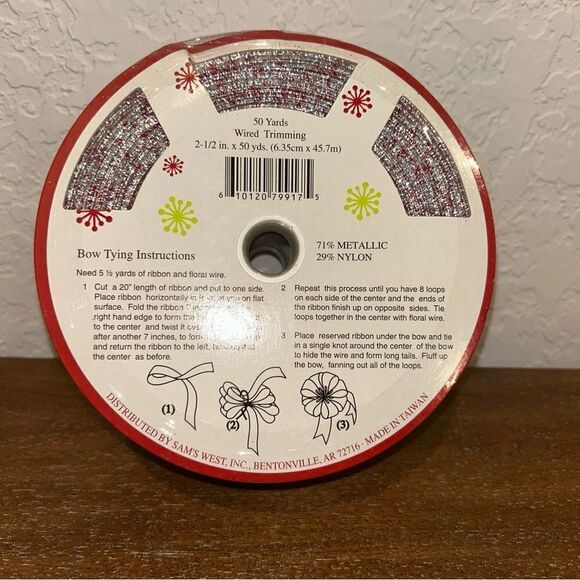 50 Yards
Wired Trimming
2-1/2 in. x 50 yds. (6.35cm x 45.7m)
6 10120 79917 5
71% METALLIC
29% NYLON
Bow Tying Instructions
Need 5 ½ yards of ribbon and floral wire.
1 Cut a 20" length of ribbon and put to one side.
Place ribbon horizontally in front of you on flat
surface. Fold the ribbon
right hand edge to form the
to the center and twist it
after another 7 inches, to form
and return the ribbon to the left, twisting it at
the center as before.
2 Repeat this process until you have 8 loops
on each side of the center and the ends of
the ribbon finish up on opposite sides. Tie
loops together in the center with floral wire.
3 Place reserved ribbon under the bow and tie
in a single knot around the center of the bow
to hide the wire and form long tails. Fluff up
the bow, fanning out all of the loops.
(1)
(2)
(3)
DISTRIBUTED BY SAM'S WEST, INC., BENTONVILLE, AR 72716 · MADE IN TAIWAN